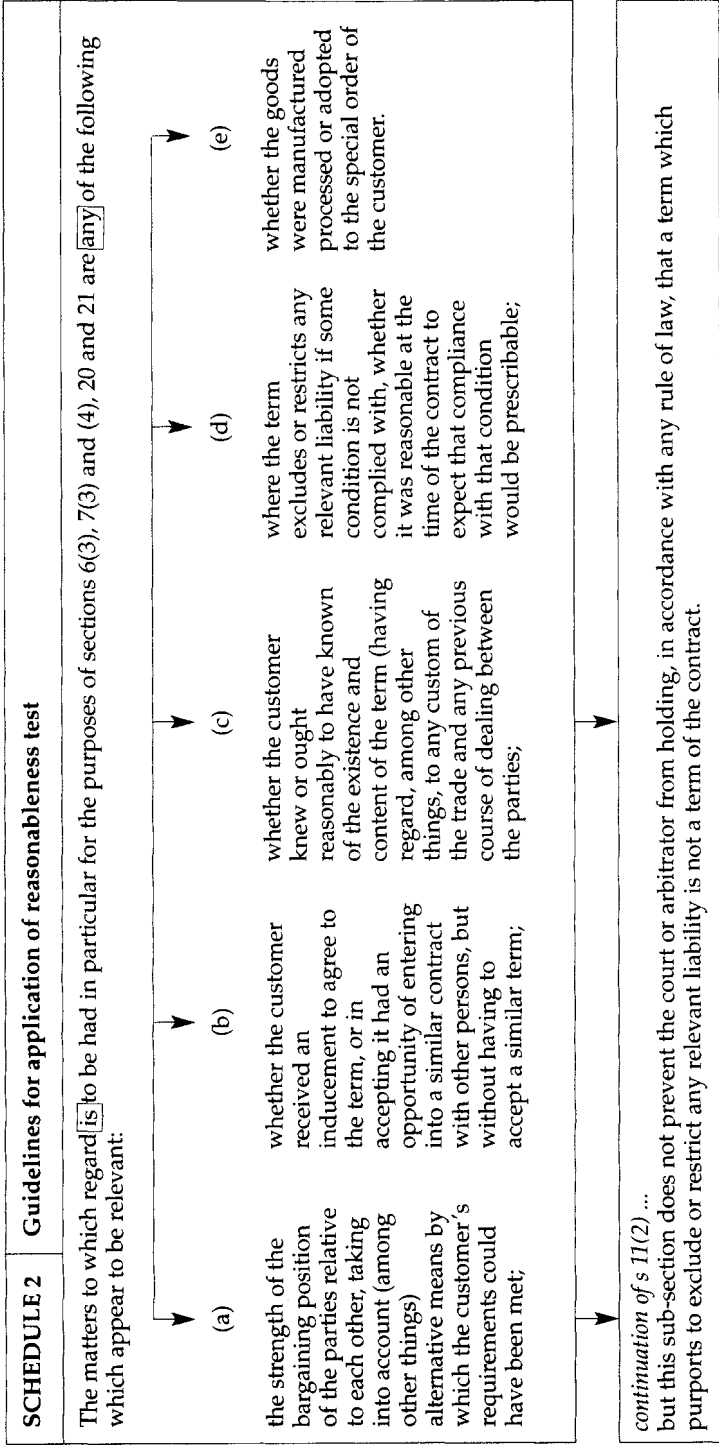 SCHEDULE 2 Guidelines for application of reasonableness test
The matters to which regard is to be had in particular for the purposes of sections 6(3), 7(3) and (4), 20 and 21 are any of the following
which appear to be relevant:
(a)
the strength of the
bargaining position
of the parties relative
to each other, taking
into account (among
other things)
alternative means by
which the customer's
requirements could
have been met;
(b)
whether the customer
received an
inducement to agree to
the term, or in
accepting it had an
opportunity of entering
into a similar contract
with other persons, but
without having to
accept a similar term;
(c)
whether the customer
knew or ought
reasonably to have known
of the existence and
content of the term (having
regard, among other
things, to any custom of
the trade and any previous
course of dealing between
the parties;
(d)
where the term
excludes or restricts any
relevant liability if some
condition is not
complied with, whether
it was reasonable at the
time of the contract to
expect that compliance
with that condition
would be prescribable;
(e)
whether the goods
were manufactured
processed or adopted
to the special order of
the customer.
continuation of s 11(2) ...
but this sub-section does not prevent the court or arbitrator from holding, in accordance with any rule of law, that a term which
purports to exclude or restrict any relevant liability is not a term of the contract.